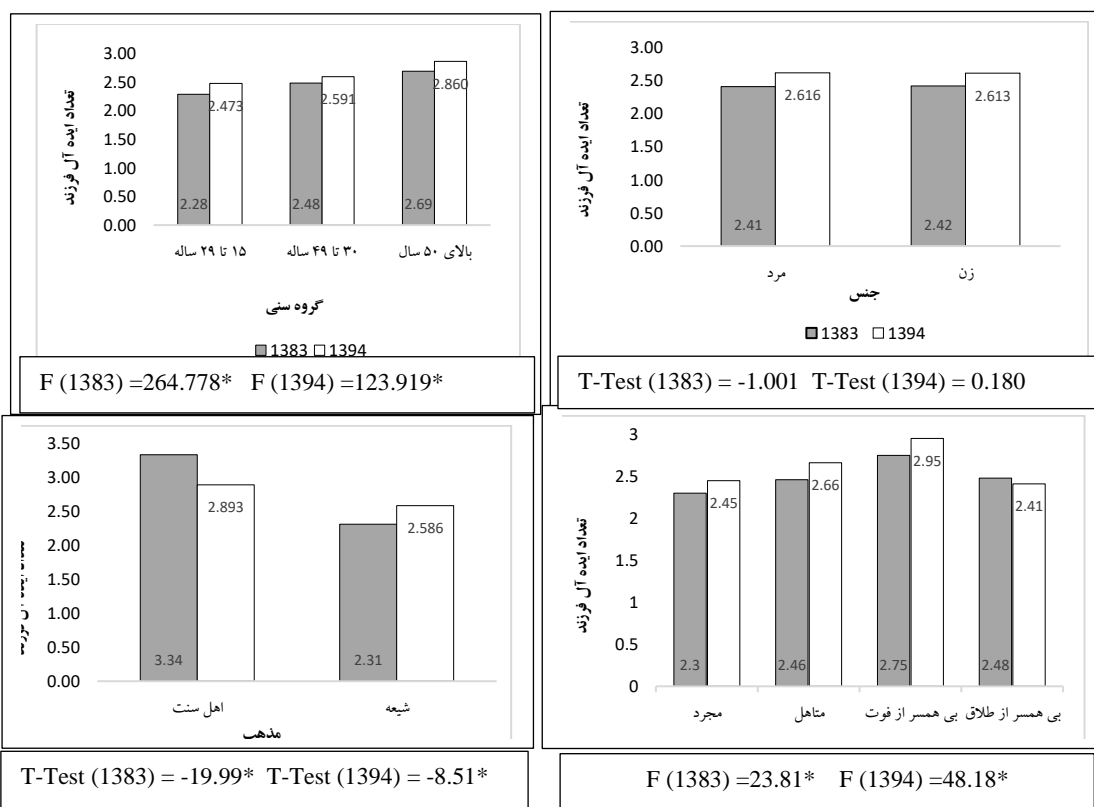 تعداد ایده آل فرزند
3.00
2.50
2.00
1.50
1.00
0.50
0.00
2.28 2.473 2.48 2.591 2.69 2.860
۱۵ تا ۲۹ ساله ۳۰ تا ۴۹ ساله بالای ۵۰ سال
گروه سنی
1383 1394
F (1383) =264.778* F (1394) =123.919*
تعداد ایده آل فرزند
3.00
2.50
2.00
1.50
1.00
0.50
0.00
2.41 2.616 2.42 2.613
مرد زن
جنس
1383 1394
T-Test (1383) = -1.001 T-Test (1394) = 0.180
3.50
3.00
2.50
2.00
1.50
1.00
0.50
0.00
3.34 2.893 2.31 2.586
اهل سنت شیعه
مذهب
T-Test (1383) = -19.99* T-Test (1394) = -8.51*
تعداد ایده آل فرزند
3
2.5
2
1.5
1
0.5
0
2.3 2.45 2.46 2.66 2.75 2.95 2.48 2.41
مجرد متاهل بی همسر از فوت بی همسر از طلاق
F (1383) =23.81* F (1394) =48.18*